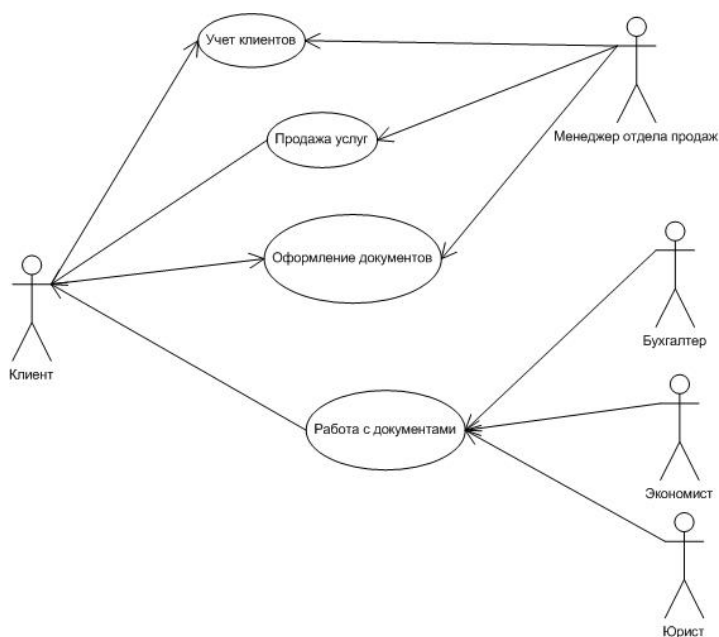 Учет клиентов
Менеджер отдела продаж
Продажа услуг
Оформление документов
Бухгалтер
Клиент
Работа с документами
Экономист
Юрист